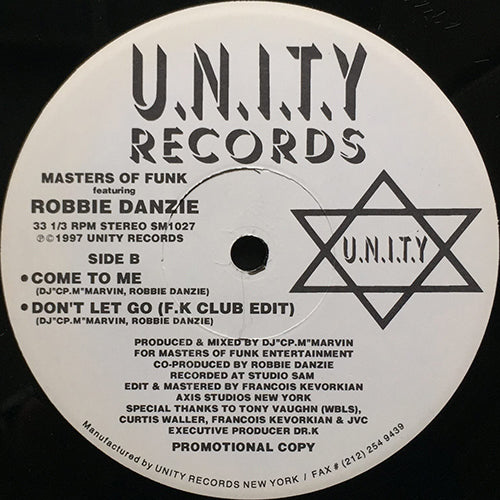 U.N.I.T.Y
RECORDS
MASTERS OF FUNK
featuring
ROBBIE DANZIE
33 1/3 RPM STEREO SM1027
℗©1997 UNITY RECORDS
SIDE B
•COME TO ME
(DJ"CP.M"MARVIN, ROBBIE DANZIE)
•DON'T LET GO (F.K CLUB EDIT)
(DJ"CP.M"MARVIN, ROBBIE DANZIE)
U.N.I.T.Y
PRODUCED & MIXED BY DJ"CP.M"MARVIN
FOR MASTERS OF FUNK ENTERTAINMENT
CO-PRODUCED BY ROBBIE DANZIE
RECORDED AT STUDIO SAM
EDIT & MASTERED BY FRANCOIS KEVORKIAN
AXIS STUDIOS NEW YORK
SPECIAL THANKS TO TONY VAUGHN (WBLS),
CURTIS WALLER, FRANCOIS KEVORKIAN & JVC
EXECUTIVE PRODUCER DR.K
PROMOTIONAL COPY
Manufactured by UNITY RECORDS NEW YORK / FAX # (212) 254 9439